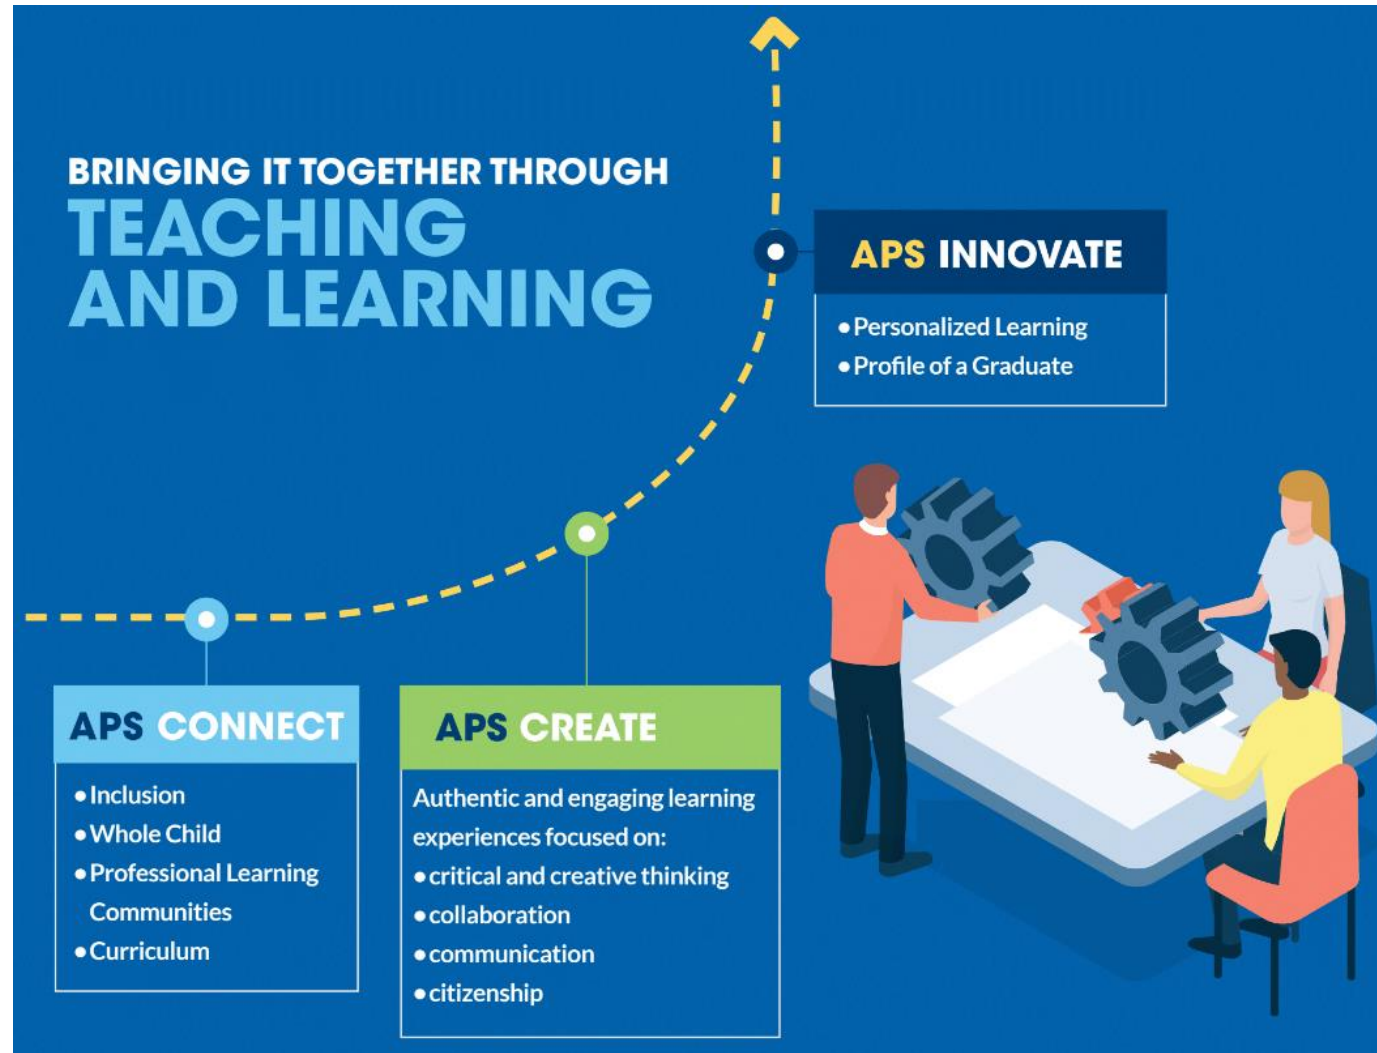 BRINGING IT TOGETHER THROUGH
TEACHING
AND LEARNING
APS INNOVATE
•Personalized Learning
•Profile of a Graduate
APS CONNECT
•Inclusion
•Whole Child
•Professional Learning
Communities
•Curriculum
APS CREATE
Authentic and engaging learning
experiences focused on:
•critical and creative thinking
•collaboration
•communication
•citizenship